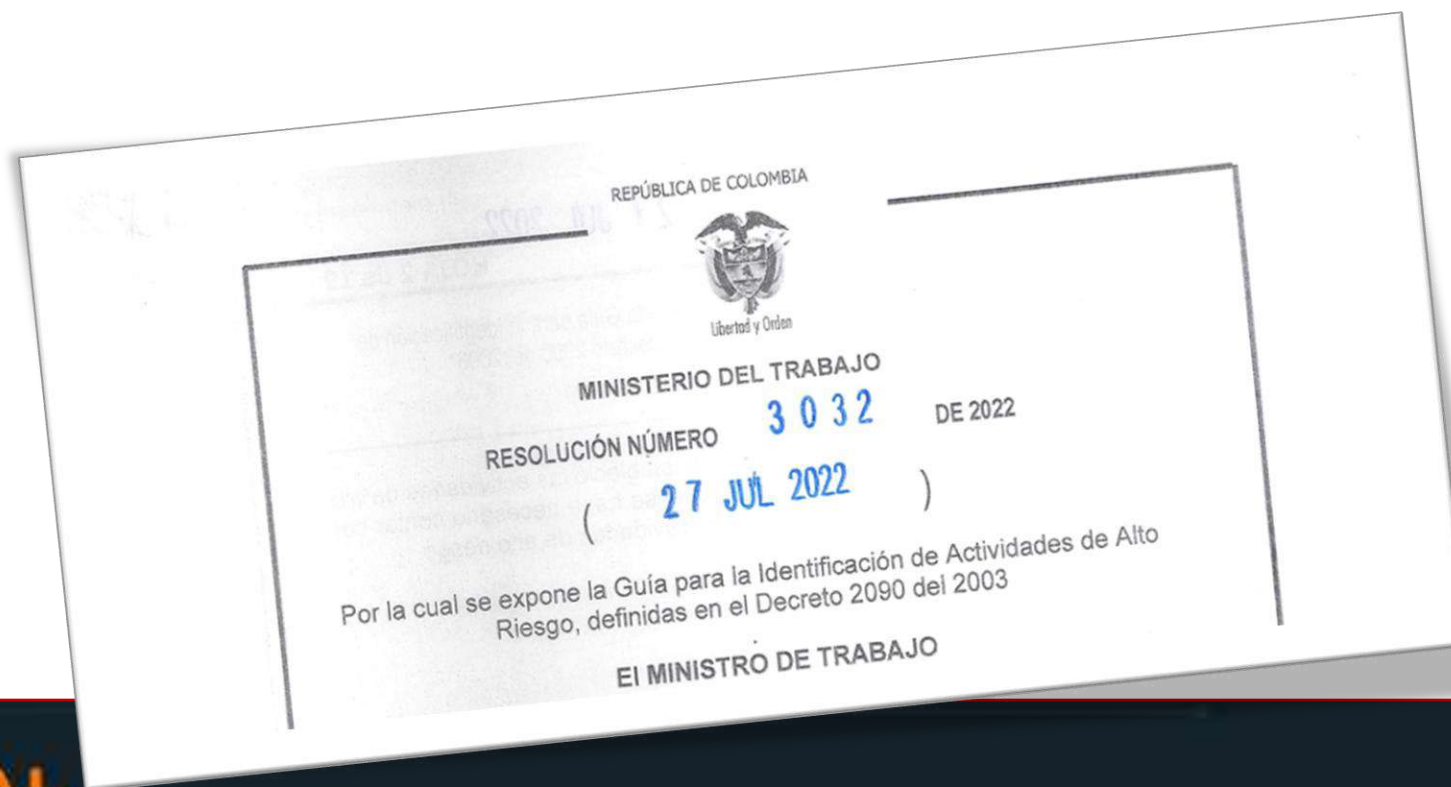 REPÚBLICA DE COLOMBIA
Libertad y Orden
MINISTERIO DEL TRABAJO
RESOLUCIÓN NÚMERO 3032 DE 2022
( 27 JUL 2022 )
Por la cual se expone la Guía para la Identificación de Actividades de Alto
Riesgo, definidas en el Decreto 2090 del 2003
El MINISTRO DE TRABAJO